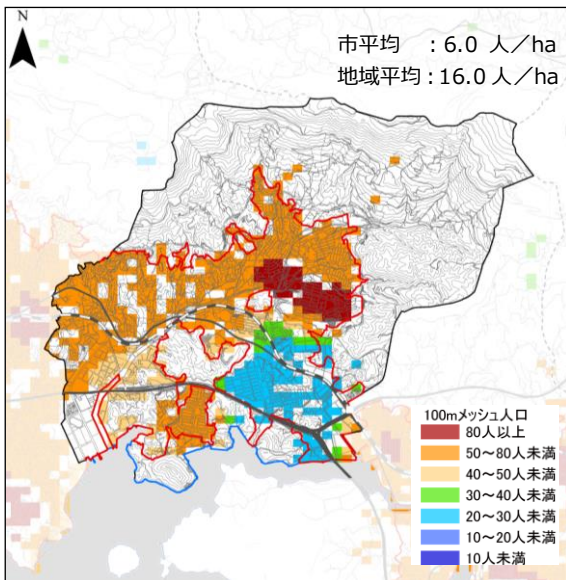 N
市平均　：6.0 人／ha
地域平均：16.0 人／ha
100mメッシュ人口
80人以上
50～80人未満
40～50人未満
30～40人未満
20～30人未満
10～20人未満
10人未満